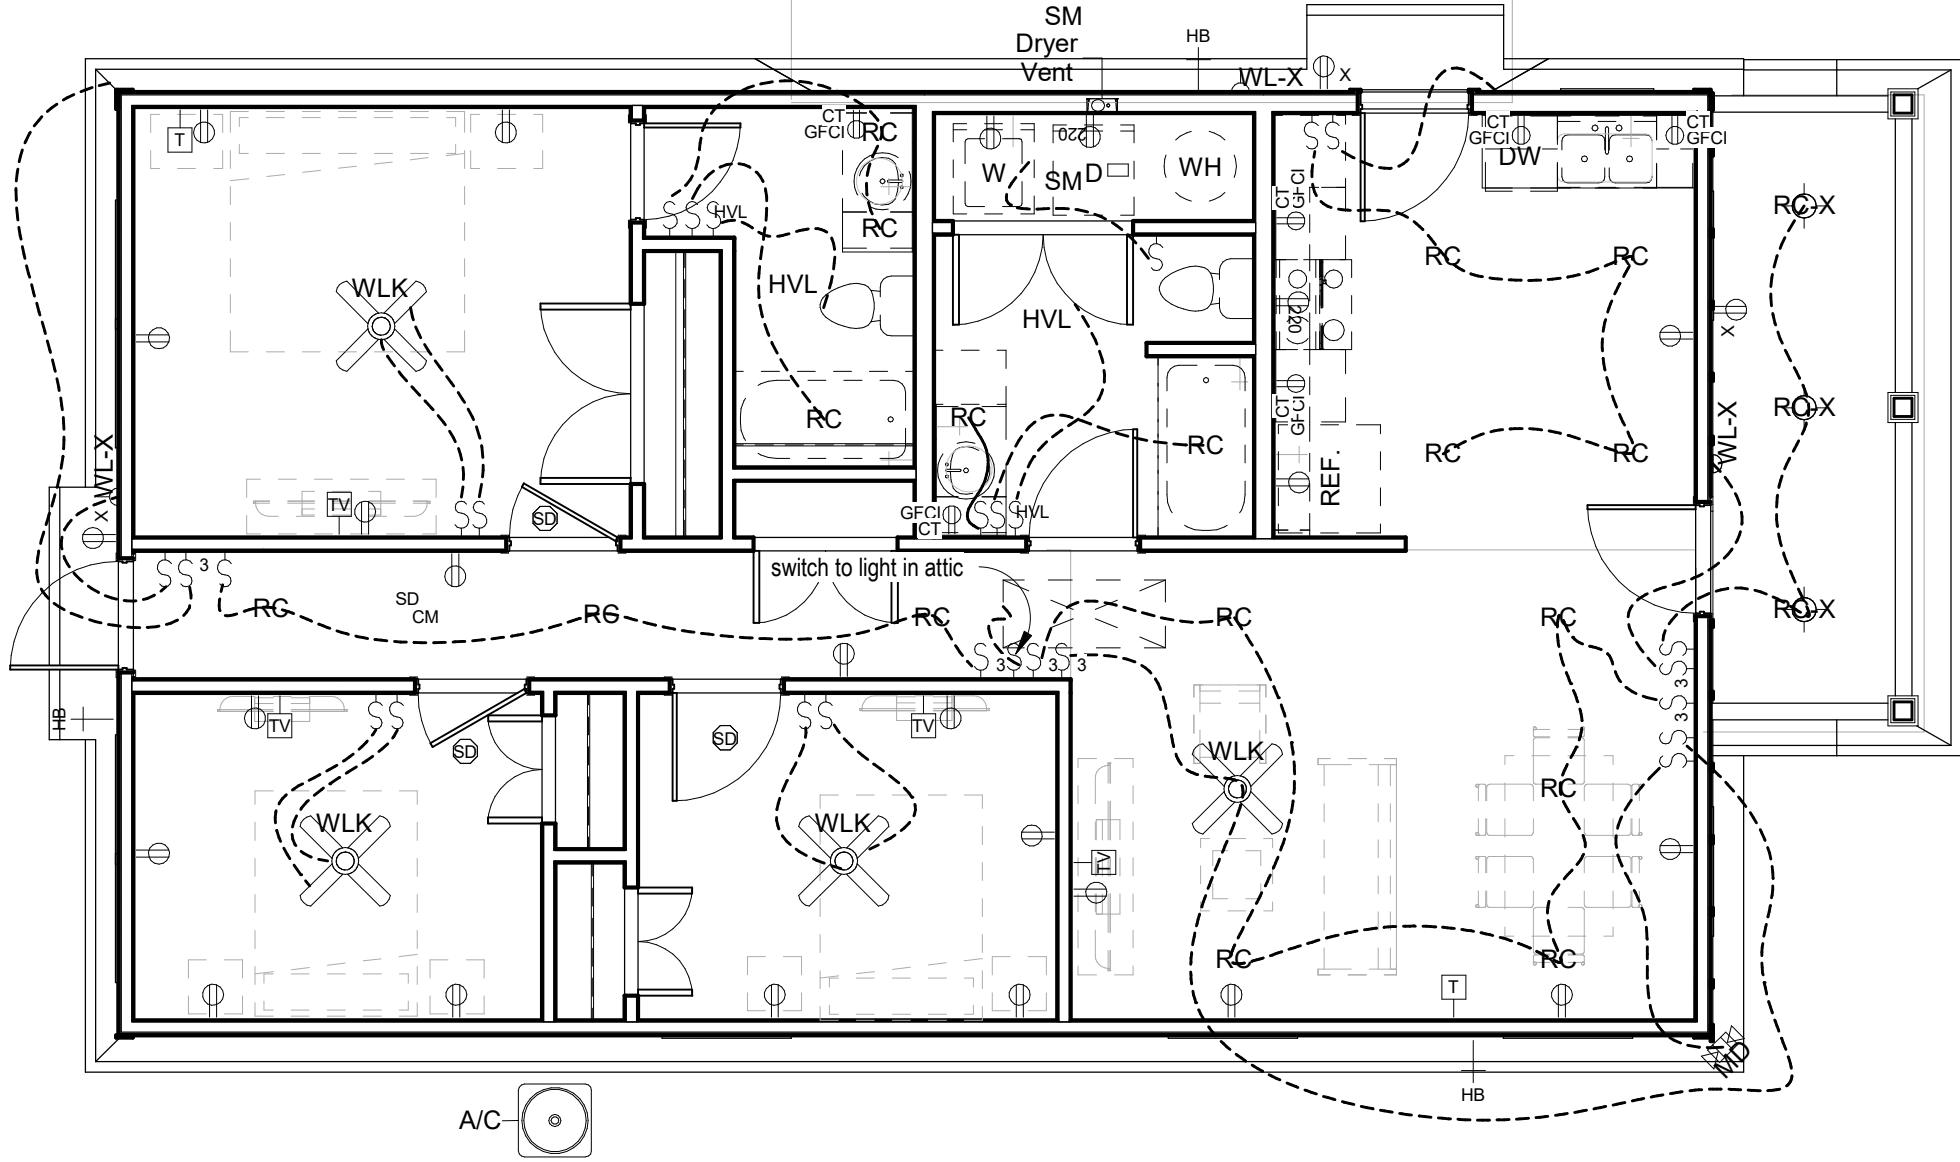 SM
Dryer
Vent
HB
WL-X
X
CT
GFCI
RC
CT
GFCI
DW
CT
GFCI
T
220
W
SM
D
WH
CT
GFCI
RC-X
HVL
RC
RC
RC
WLK
HVL
HVL
220
X
RC
RC
RC
CT
GFCI
RC-X
WL-X
WL-X
RC
RC
REF.
TV
X
SD
GFCI
CT
HVL
3
switch to light in attic
SD
CM
RC
RC
RC
RC
RC
RC-X
3
3
3
3
3
HB
TV
SD
SD
TV
WLK
RC
WLK
WLK
TV
RC
RC
T
MD
HB
A/C